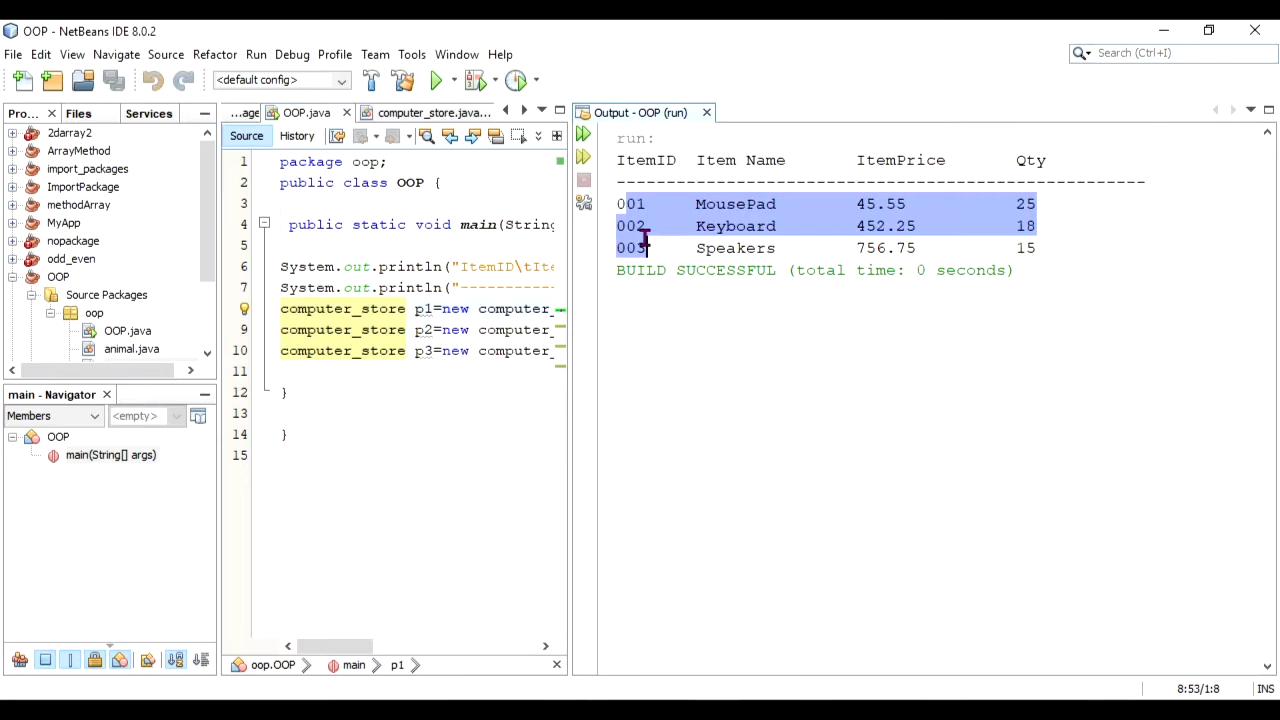 OOP - NetBeans IDE 8.0.2
File Edit View Navigate Source Refactor Run Debug Profile Team Tools Window Help
Search (Ctrl+I)
<default config>
Pro... Files Services
2darray2
ArrayMethod
import_packages
ImportPackage
methodArray
MyApp
nopackage
odd_even
OOP
Source Packages
oop
OOP.java
animal.java
main - Navigator
Members <empty>
OOP
main(String[] args)
...age OOP.java computer_store.java...
Source History
1 package oop;
2 public class OOP {
3
4 public static void main(String
5
6 System.out.println("ItemID\tIte
7 System.out.println("-----------
8 computer_store p1=new computer_
9 computer_store p2=new computer_
10 computer_store p3=new computer_
11
12 }
13
14 }
15
oop.OOP main p1
Output - OOP (run)
run:
ItemID Item Name ItemPrice Qty
-----------------------------------------------------
001 MousePad 45.55 25
002 Keyboard 452.25 18
003 Speakers 756.75 15
BUILD SUCCESSFUL (total time: 0 seconds)
8:53/1:8 INS